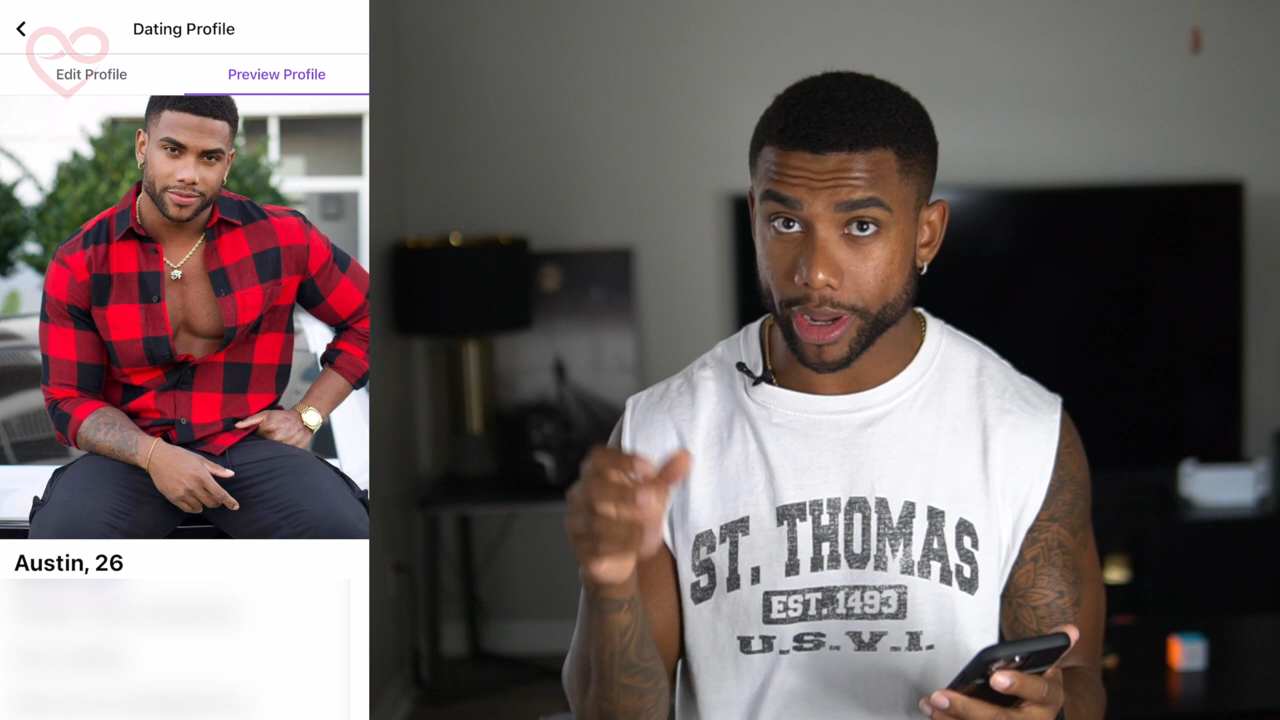 Dating Profile
Edit Profile
Preview Profile
Austin, 26
ST. THOMAS
EST. 1493
U.S.V.I.